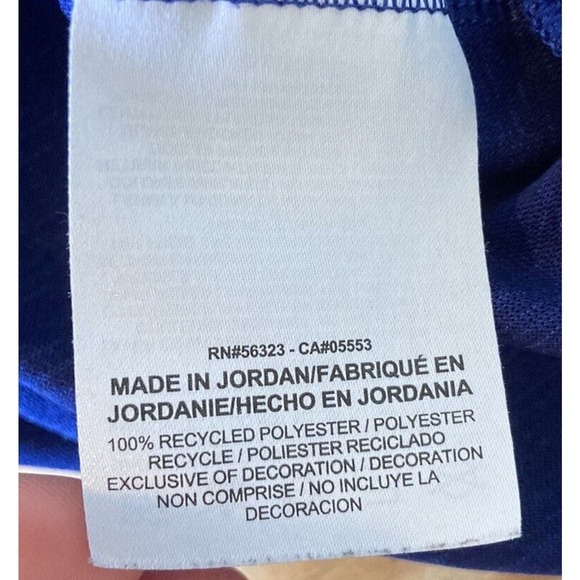 RN#56323 - CA#05553
MADE IN JORDAN/FABRIQUÉ EN
JORDANIE/HECHO EN JORDANIA
100% RECYCLED POLYESTER / POLYESTER
RECYCLE / POLIESTER RECICLADO
EXCLUSIVE OF DECORATION / DECORATION
NON COMPRISE / NO INCLUYE LA
DECORACION